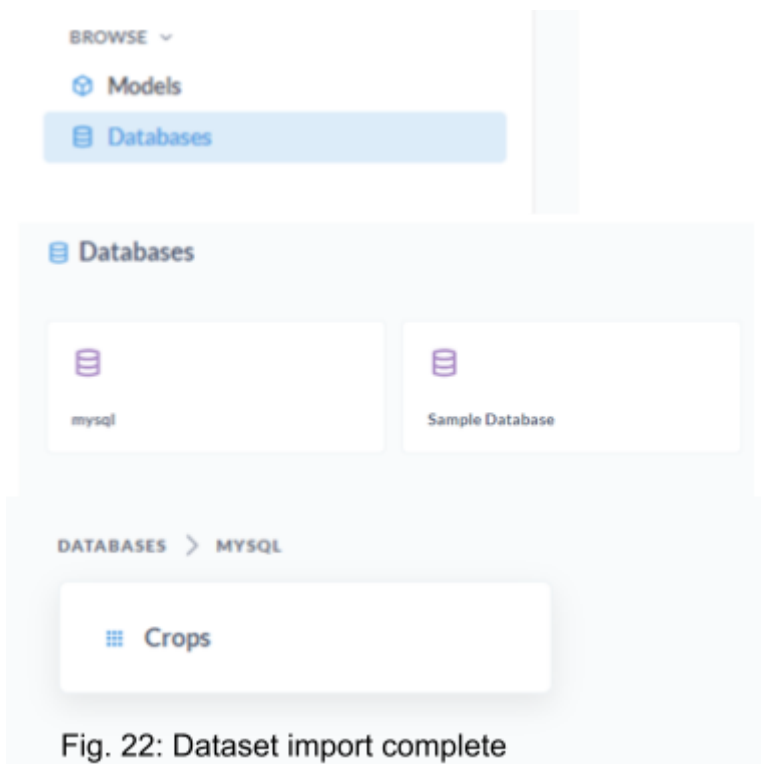 BROWSE
Models
Databases
Databases
mysql
Sample Database
DATABASES > MYSQL
Crops
Fig. 22: Dataset import complete